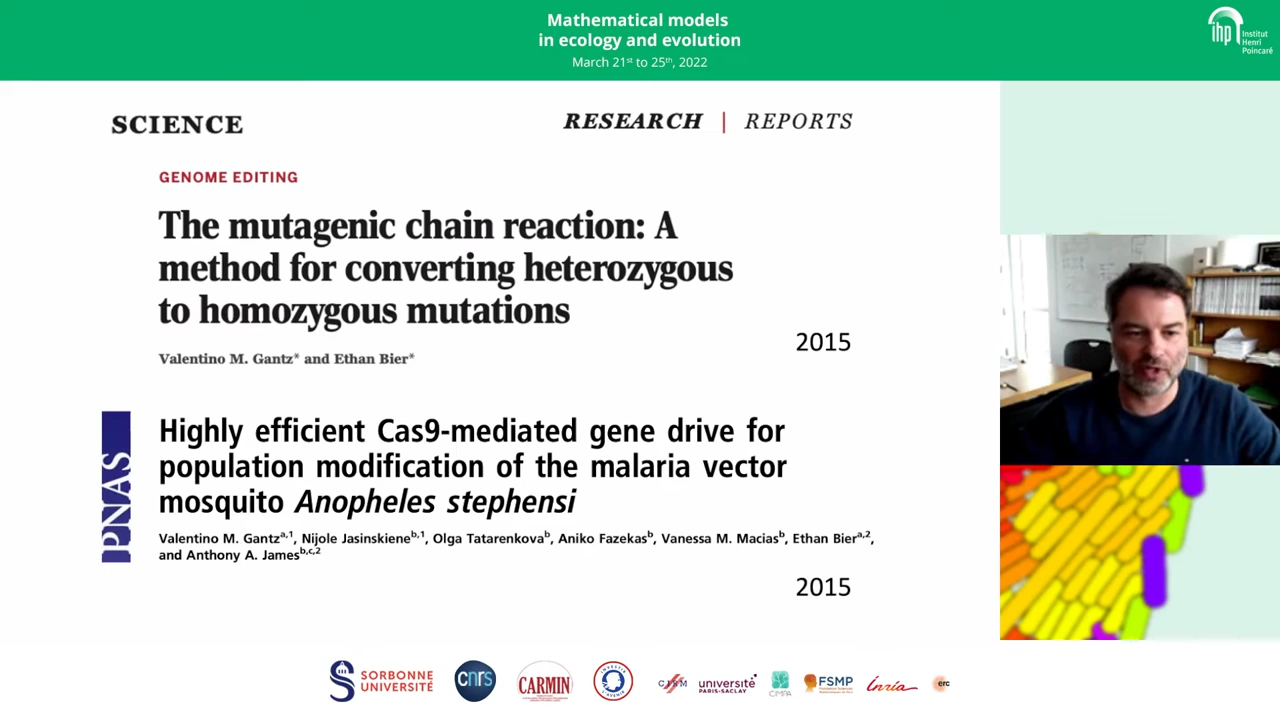 Mathematical models
in ecology and evolution
March 21st to 25th, 2022
ihp Institut
Henri
Poincaré
SCIENCE
RESEARCH | REPORTS
GENOME EDITING
The mutagenic chain reaction: A
method for converting heterozygous
to homozygous mutations
2015
Valentino M. Gantz* and Ethan Bier*
PNAS
Highly efficient Cas9-mediated gene drive for
population modification of the malaria vector
mosquito Anopheles stephensi
Valentino M. Gantza,1, Nijole Jasinskieneb,1, Olga Tatarenkovab, Aniko Fazekasb, Vanessa M. Maciasb, Ethan Biera,2,
and Anthony A. Jamesb,c,2
2015
SORBONNE
UNIVERSITÉ
cnrs
CARMIN
université
PARIS-SACLAY
FSMP
Inria
erc